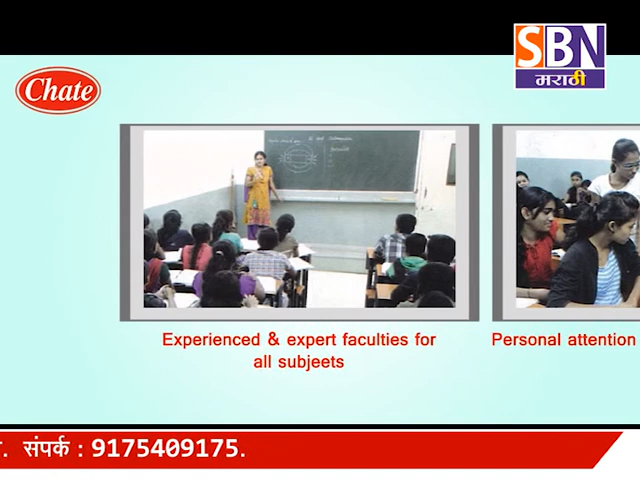 SBN
मराठी
Chate
Experienced & expert faculties for
all subjeets
Personal attention
संपर्क : 9175409175.